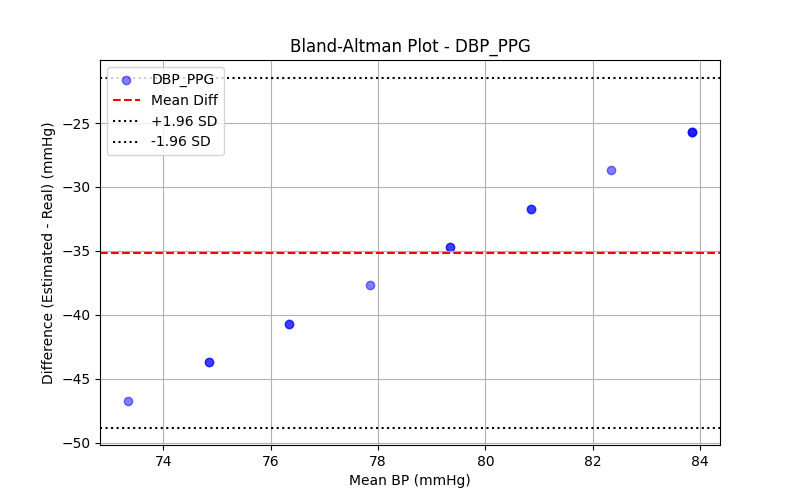 Bland-Altman Plot - DBP_PPG
DBP_PPG
Mean Diff
+1.96 SD
-1.96 SD
Difference (Estimated - Real) (mmHg)
−25
−30
−35
−40
−45
−50
74
76
78
80
82
84
Mean BP (mmHg)